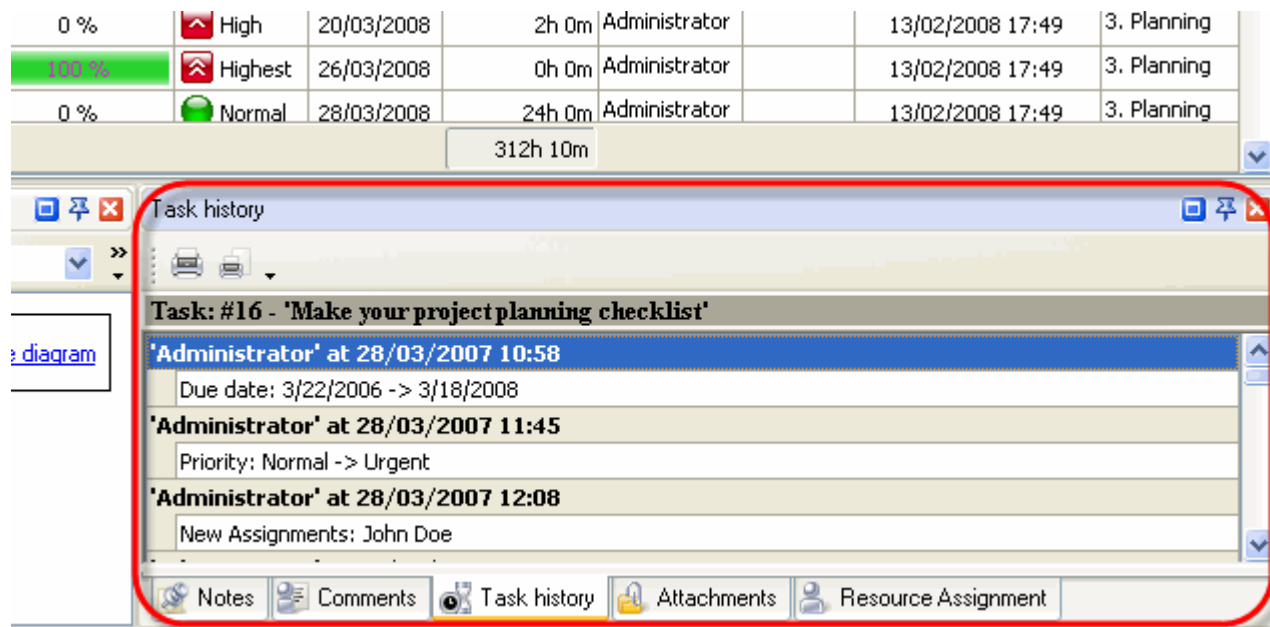 0 % High 20/03/2008 2h 0m Administrator 13/02/2008 17:49 3. Planning
100 % Highest 26/03/2008 0h 0m Administrator 13/02/2008 17:49 3. Planning
0 % Normal 28/03/2008 24h 0m Administrator 13/02/2008 17:49 3. Planning
312h 10m
Task history
Task: #16 - 'Make your project planning checklist'
diagram
'Administrator' at 28/03/2007 10:58
Due date: 3/22/2006 -> 3/18/2008
'Administrator' at 28/03/2007 11:45
Priority: Normal -> Urgent
'Administrator' at 28/03/2007 12:08
New Assignments: John Doe
Notes Comments Task history Attachments Resource Assignment